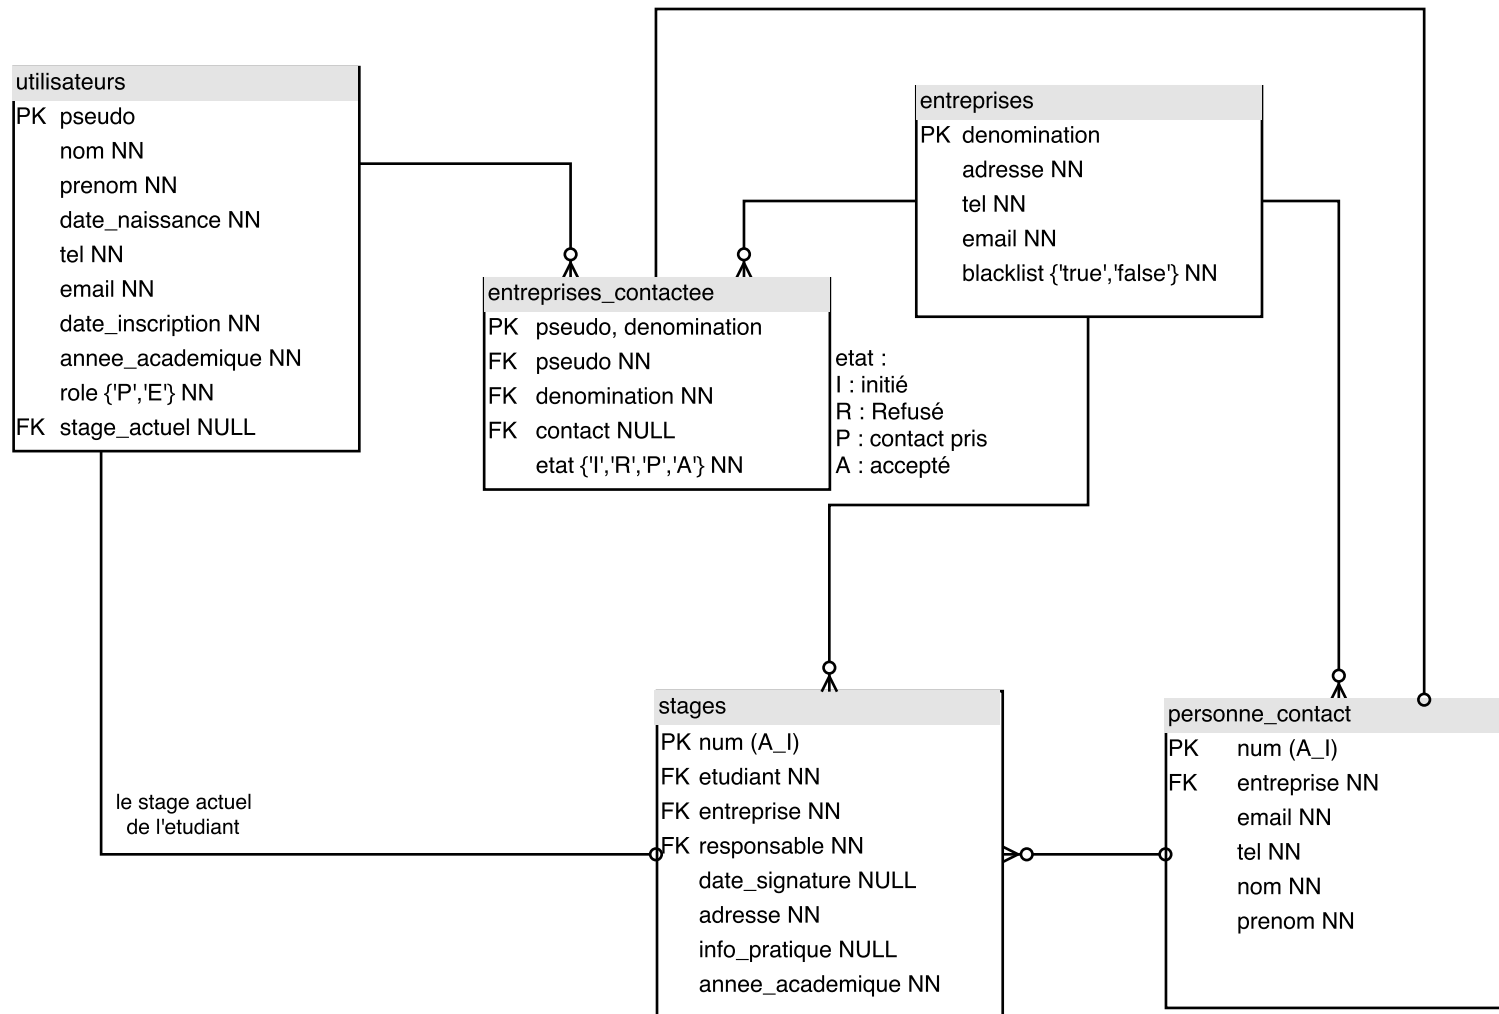 utilisateurs
PK pseudo
nom NN
prenom NN
date_naissance NN
tel NN
email NN
date_inscription NN
annee_academique NN
role {'P','E'} NN
FK stage_actuel NULL
entreprises
PK denomination
adresse NN
tel NN
email NN
blacklist {'true','false'} NN
entreprises_contactee
PK pseudo, denomination
FK pseudo NN
FK denomination NN
FK contact NULL
etat {'I','R','P','A'} NN
etat :
I : initié
R : Refusé
P : contact pris
A : accepté
le stage actuel
de l'etudiant
stages
PK num (A_I)
FK etudiant NN
FK entreprise NN
FK responsable NN
date_signature NULL
adresse NN
info_pratique NULL
annee_academique NN
personne_contact
PK num (A_I)
FK entreprise NN
email NN
tel NN
nom NN
prenom NN